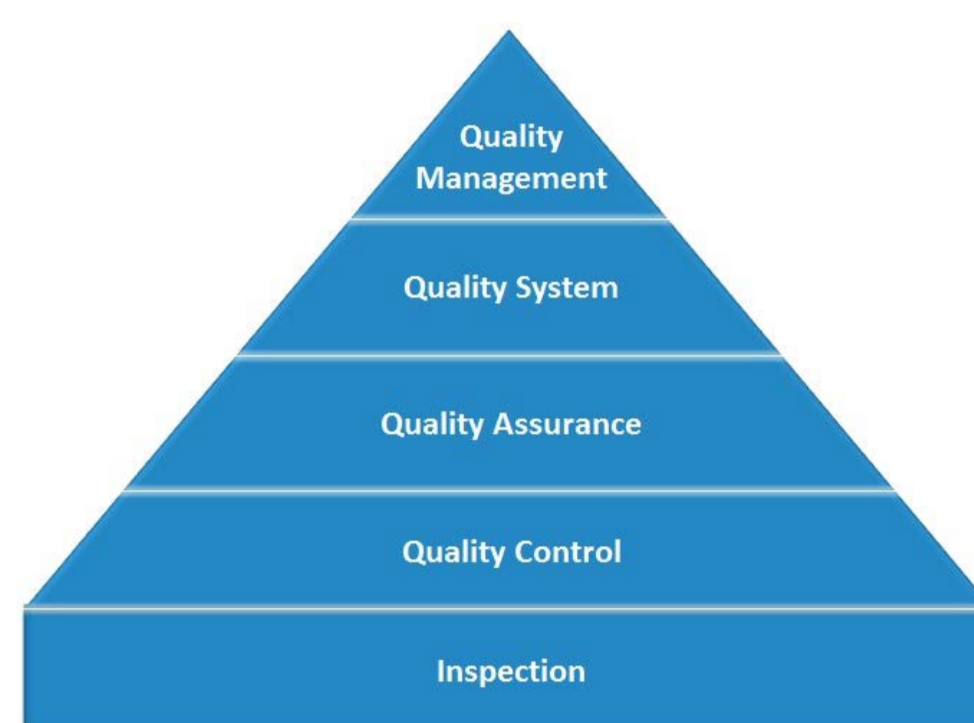 Quality
Management
Quality System
Quality Assurance
Quality Control
Inspection